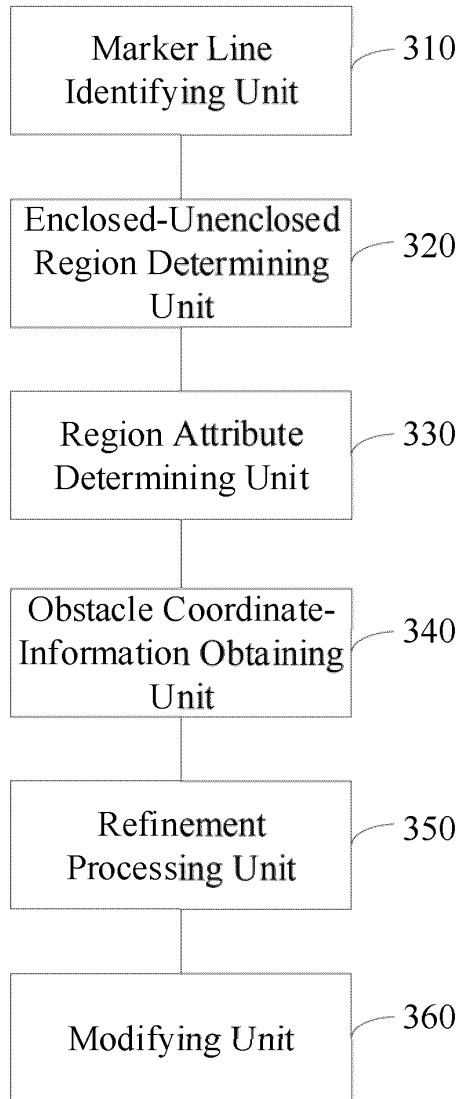 Marker Line
Identifying Unit
310
Enclosed-Unenclosed
Region Determining
Unit
320
Region Attribute
Determining Unit
330
Obstacle Coordinate-
Information Obtaining
Unit
340
Refinement
Processing Unit
350
Modifying Unit
360